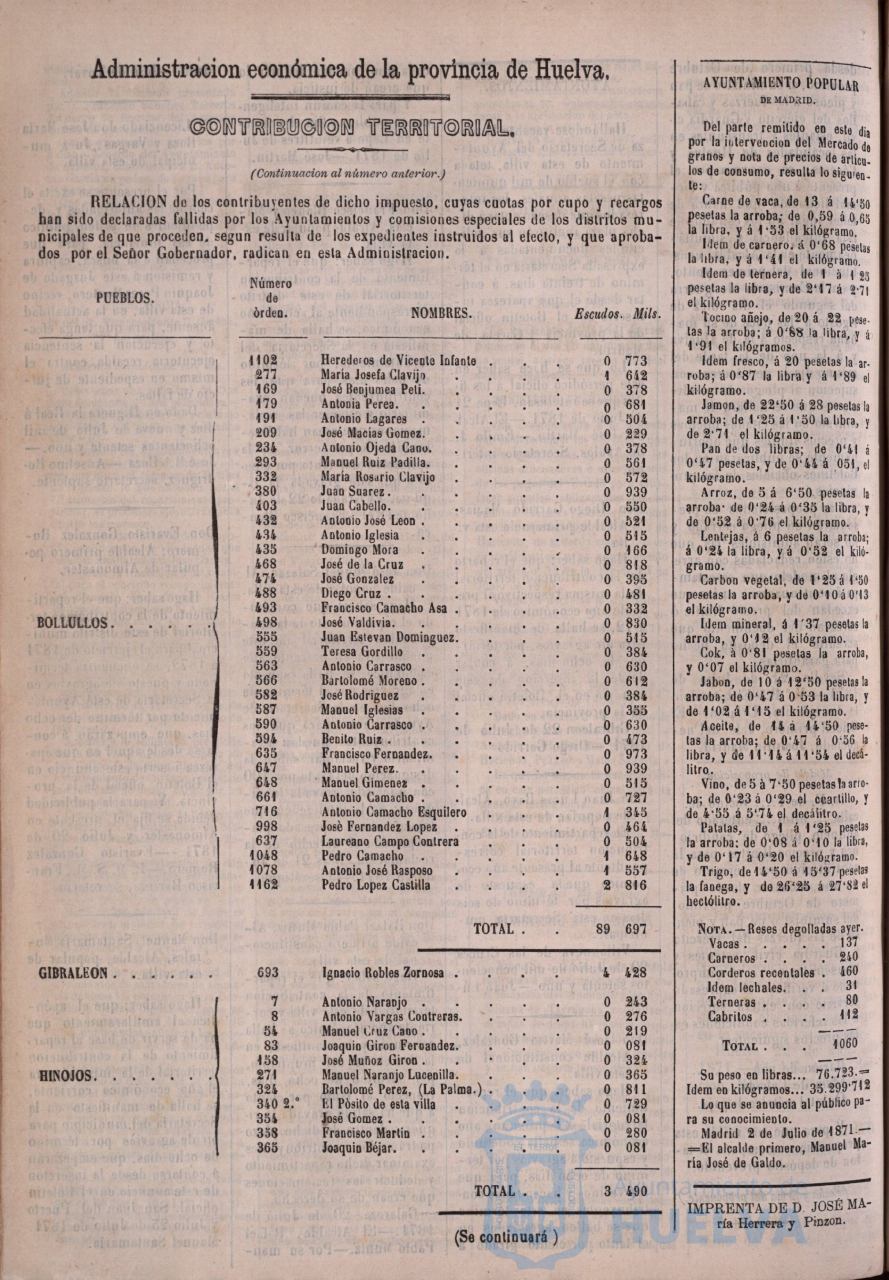 Administracion económica de la provincia de Huelva.
CONTRIBUCION TERRITORIAL.
(Continuacion al número anterior.)
RELACION de los contribuyentes de dicho impuesto, cuyas cuotas por cupo y recargos
han sido declaradas fallidas por los Ayuntamientos y comisiones especiales de los distritos mu-
nicipales de que proceden, segun resulta de los expedientes instruidos al efecto, y que aproba-
dos por el Señor Gobernador, radican en esta Administracion.
PUEBLOS. Número de òrden. NOMBRES. Escudos. Mils.
1102 Herederos de Vicente Infante . . . 0 773
277 Maria Josefa Clavijo . . . . 1 642
169 José Benjumea Peti. . . . . 0 378
179 Antonia Perea. . . . . . 0 681
191 Antonio Lagares . . . . . 0 504
209 José Macias Gomez. . . . . 0 229
234 Antonio Ojeda Cano. . . . . 0 378
293 Manuel Ruiz Padilla. . . . . 0 561
332 María Rosario Clavijo . . . . 0 572
380 Juan Suarez. . . . . . 0 939
403 Juan Cabello. . . . . . 0 550
432 Antonio José Leon . . . . . 0 521
434 Antonio Iglesia . . . . . 0 515
435 Domingo Mora . . . . . 0 166
468 José de la Cruz . . . . . 0 818
474 José Gonzalez . . . . . 0 395
488 Diego Cruz . . . . . . 0 481
493 Francisco Camacho Asa . . . . 0 332
BOLLULLOS. . . . . . 498 José Valdivia. . . . . . 0 830
555 Juan Estevan Dominguez. . . . 0 515
559 Teresa Gordillo . . . . . 0 384
563 Antonio Carrasco . . . . . 0 630
566 Bartolomé Moreno . . . . . 0 612
582 José Rodriguez . . . . . 0 384
587 Manuel Iglesias . . . . . 0 355
590 Antonio Carrasco . . . . . 0 630
594 Benito Ruiz . . . . . . 0 473
635 Francisco Fernandez. . . . . 0 973
647 Manuel Perez. . . . . . 0 939
648 Manuel Gimenez . . . . . 0 515
661 Antonio Camacho . . . . . 0 727
716 Antonio Camacho Esquilero . . . 1 345
998 Josè Fernandez Lopez . . . . 0 464
637 Laureano Campo Contrera . . . 0 504
1048 Pedro Camacho . . . . . 1 648
1078 Antonio José Rasposo . . . . 1 557
1162 Pedro Lopez Castilla . . . . 2 816
TOTAL . . 89 697
GIBRALEON . . . . . . 693 Ignacio Robles Zornosa . . . . 4 428
7 Antonio Naranjo . . . . . 0 243
8 Antonio Vargas Contreras. . . . 0 276
54 Manuel Cruz Cano . . . . . 0 219
83 Joaquin Giron Fernandez. . . . 0 081
158 José Muñoz Giron . . . . . 0 324
HINOJOS. . . . . . . 271 Manuel Naranjo Lucenilla. . . . 0 365
324 Bartolomé Perez, (La Palma.) . . . 0 811
340 2.° El Pòsito de esta villa . . . . 0 729
354 José Gomez . . . . . . 0 081
358 Francisco Martin . . . . . 0 280
365 Joaquin Béjar. . . . . . 0 081
TOTAL . . 3 490
(Se continuará )
AYUNTAMIENTO POPULAR
DE MADRID.
Del parte remitido en este dia
por la intervencion del Mercado de
granos y nota de precios de artícu-
los de consumo, resulta lo siguien-
te:
Carne de vaca, de 13 á 14'50
pesetas la arroba; de 0,59 á 0,65
la libra, y á 1'53 el kilógramo.
Idem de carnero, á 0'68 pesetas
la libra, y á 1'41 el kilógramo.
Idem de ternera, de 1 à 1 25
pesetas la libra, y de 2'17 á 2'71
el kilógramo.
Tocino añejo, de 20 á 22 pese-
tas la arroba; á 0'88 la libra, y á
1'91 el kilógramos.
Idem fresco, á 20 pesetas la ar-
roba; á 0'87 la libra y á 1'89 el
kilógramo.
Jamon, de 22'50 á 28 pesetas la
arroba; de 1'25 á 1'50 la libra, y
de 2'71 el kilógramo.
Pan de dos libras; de 0'41 á
0'47 pesetas, y de 0'44 á 051, el
kilógramo.
Arroz, de 5 á 6'50 pesetas la
arroba· de 0'24 á 0'35 la libra, y
de 0'52 á 0'76 el kilógramo.
Lentejas, á 6 pesetas la arroba;
á 0'24 la libra, y á 0'52 el kiló-
gramo.
Carbon vegetal, de 1'25 á 1'50
pesetas la arroba, y de 0'10 á 0'13
el kilógramo.
Idem mineral, á 1'37 pesetas la
arroba, y 0'12 el kilógramo.
Cok, à 0'81 pesetas la arroba,
y 0'07 el kilógramo.
Jabon, de 10 á 12'50 pesetas la
arroba; de 0'47 á 0'53 la libra, y
de 1'02 á 1'15 el kilógramo.
Aceite, de 14 á 14'50 pese-
tas la arroba; de 0'47 á 0'56 la
libra, y de 11'14 á 11'54 el decá-
litro.
Vino, de 5 à 7'50 pesetas la arro-
ba; de 0'23 á 0'29 el cuartillo, y
de 4'55 á 5'74 el decálitro.
Patatas, de 1 á 1'25 pesetas
la arroba; de 0'08 á 0'10 la libra,
y de 0'17 á 0'20 el kilógramo.
Trigo, de 14'50 á 15'37 pesetas
la fanega, y de 26'25 á 27'82 el
hectólitro.
NOTA.—Reses degolladas ayer.
Vacas . . . . . 137
Carneros . . . . 240
Corderos recentales . 460
Idem lechales. . . 31
Terneras . . . . 80
Cabritos . . . . 112
TOTAL . . . 1060
Su peso en libras... 76.723.=
Idem en kilógramos... 35.299'712
Lo que se anuncia al público pa-
ra su conocimiento.
Madrid 2 de Julio de 1871.—
=El alcalde primero, Manuel Ma-
ría José de Galdo.
IMPRENTA DE D. JOSÉ MA-
ría Herrera y Pinzon.
Ayuntamiento de
HUELVA